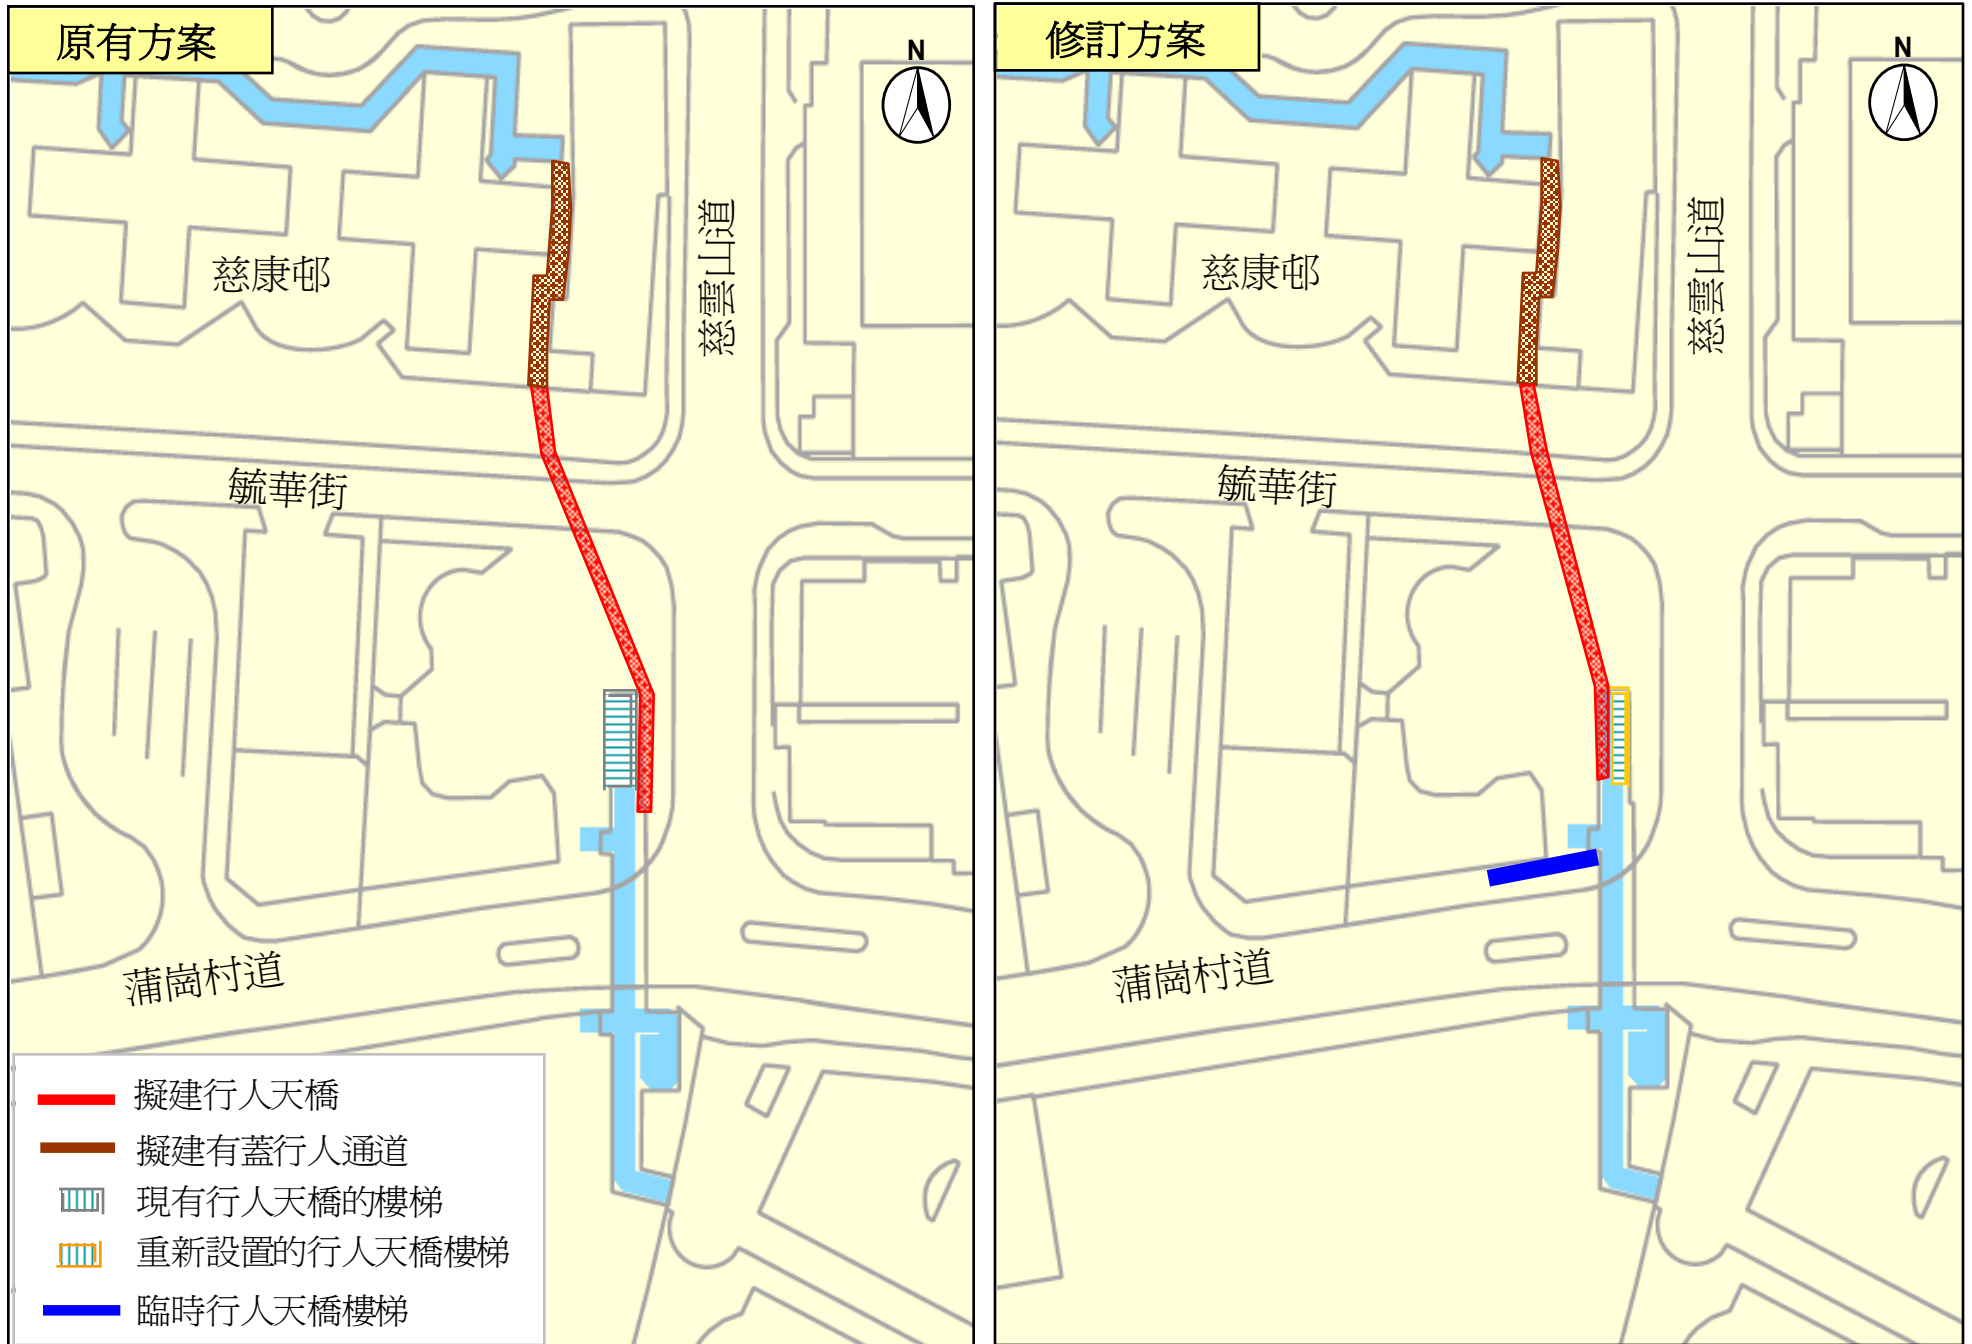 原有方案
N
慈康邨
慈雲山道
毓華街
蒲崗村道
擬建行人天橋
擬建有蓋行人通道
現有行人天橋的樓梯
重新設置的行人天橋樓梯
臨時行人天橋樓梯
修訂方案
N
慈康邨
慈雲山道
毓華街
蒲崗村道